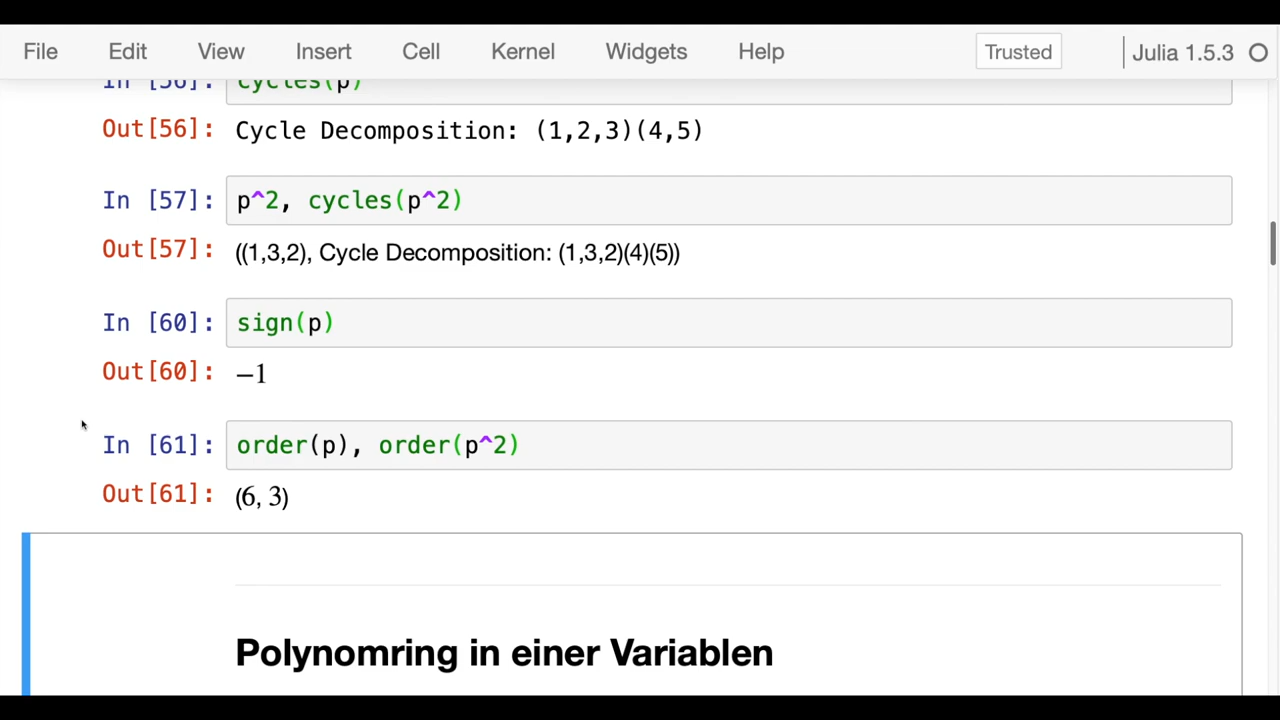 File Edit View Insert Cell Kernel Widgets Help Trusted Julia 1.5.3
In [56]: cycles(p)
Out[56]: Cycle Decomposition: (1,2,3)(4,5)
In [57]: p^2, cycles(p^2)
Out[57]: ((1,3,2), Cycle Decomposition: (1,3,2)(4)(5))
In [60]: sign(p)
Out[60]: −1
In [61]: order(p), order(p^2)
Out[61]: (6, 3)
Polynomring in einer Variablen